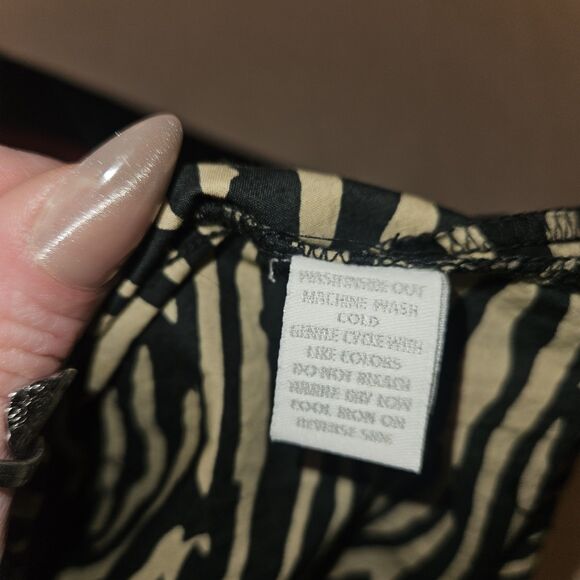 WASH INSIDE OUT
MACHINE WASH
COLD
GENTLE CYCLE WITH
LIKE COLORS
DO NOT BLEACH
TUMBLE DRY LOW
COOL IRON ON
REVERSE SIDE